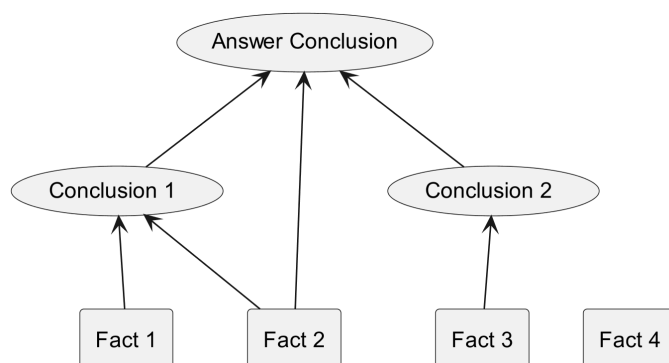 Answer Conclusion
Conclusion 1
Conclusion 2
Fact 1
Fact 2
Fact 3
Fact 4